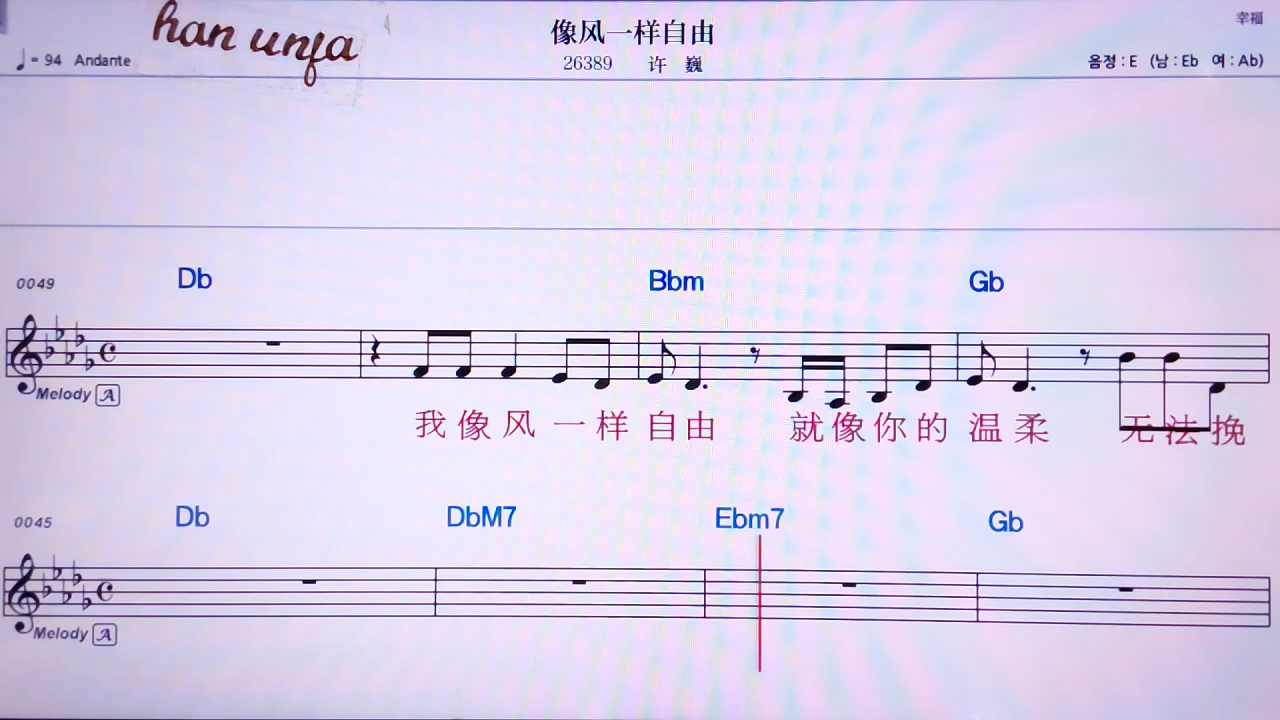 han unfa
像风一样自由
幸福
♩= 94 Andante
26389 许 巍
음정 : E (남 : Eb 여 : Ab)
0049 Db Bbm Gb
Melody A
我像风一样自由 就像你的温柔 无法挽
0045 Db DbM7 Ebm7 Gb
Melody A